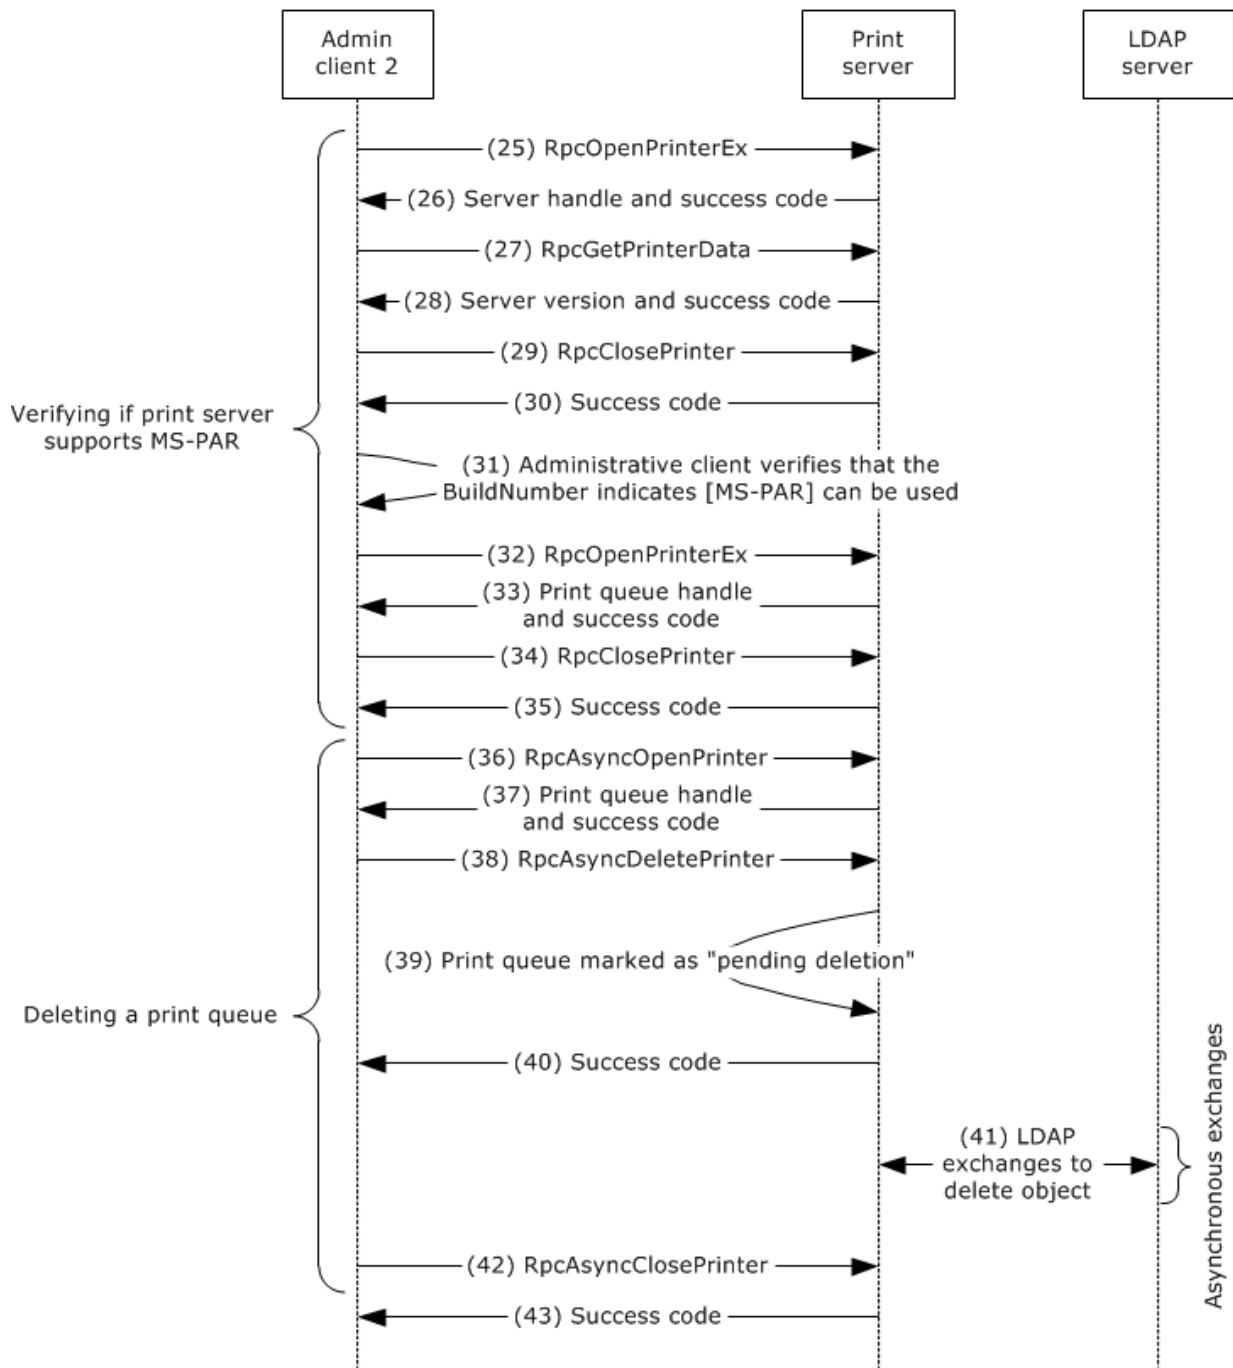 Admin
client 2
Print
server
LDAP
server
(25) RpcOpenPrinterEx
(26) Server handle and success code
(27) RpcGetPrinterData
(28) Server version and success code
(29) RpcClosePrinter
(30) Success code
Verifying if print server
supports MS-PAR
(31) Administrative client verifies that the
BuildNumber indicates [MS-PAR] can be used
(32) RpcOpenPrinterEx
(33) Print queue handle
and success code
(34) RpcClosePrinter
(35) Success code
(36) RpcAsyncOpenPrinter
(37) Print queue handle
and success code
(38) RpcAsyncDeletePrinter
(39) Print queue marked as "pending deletion"
Deleting a print queue
(40) Success code
(41) LDAP
exchanges to
delete object
Asynchronous exchanges
(42) RpcAsyncClosePrinter
(43) Success code